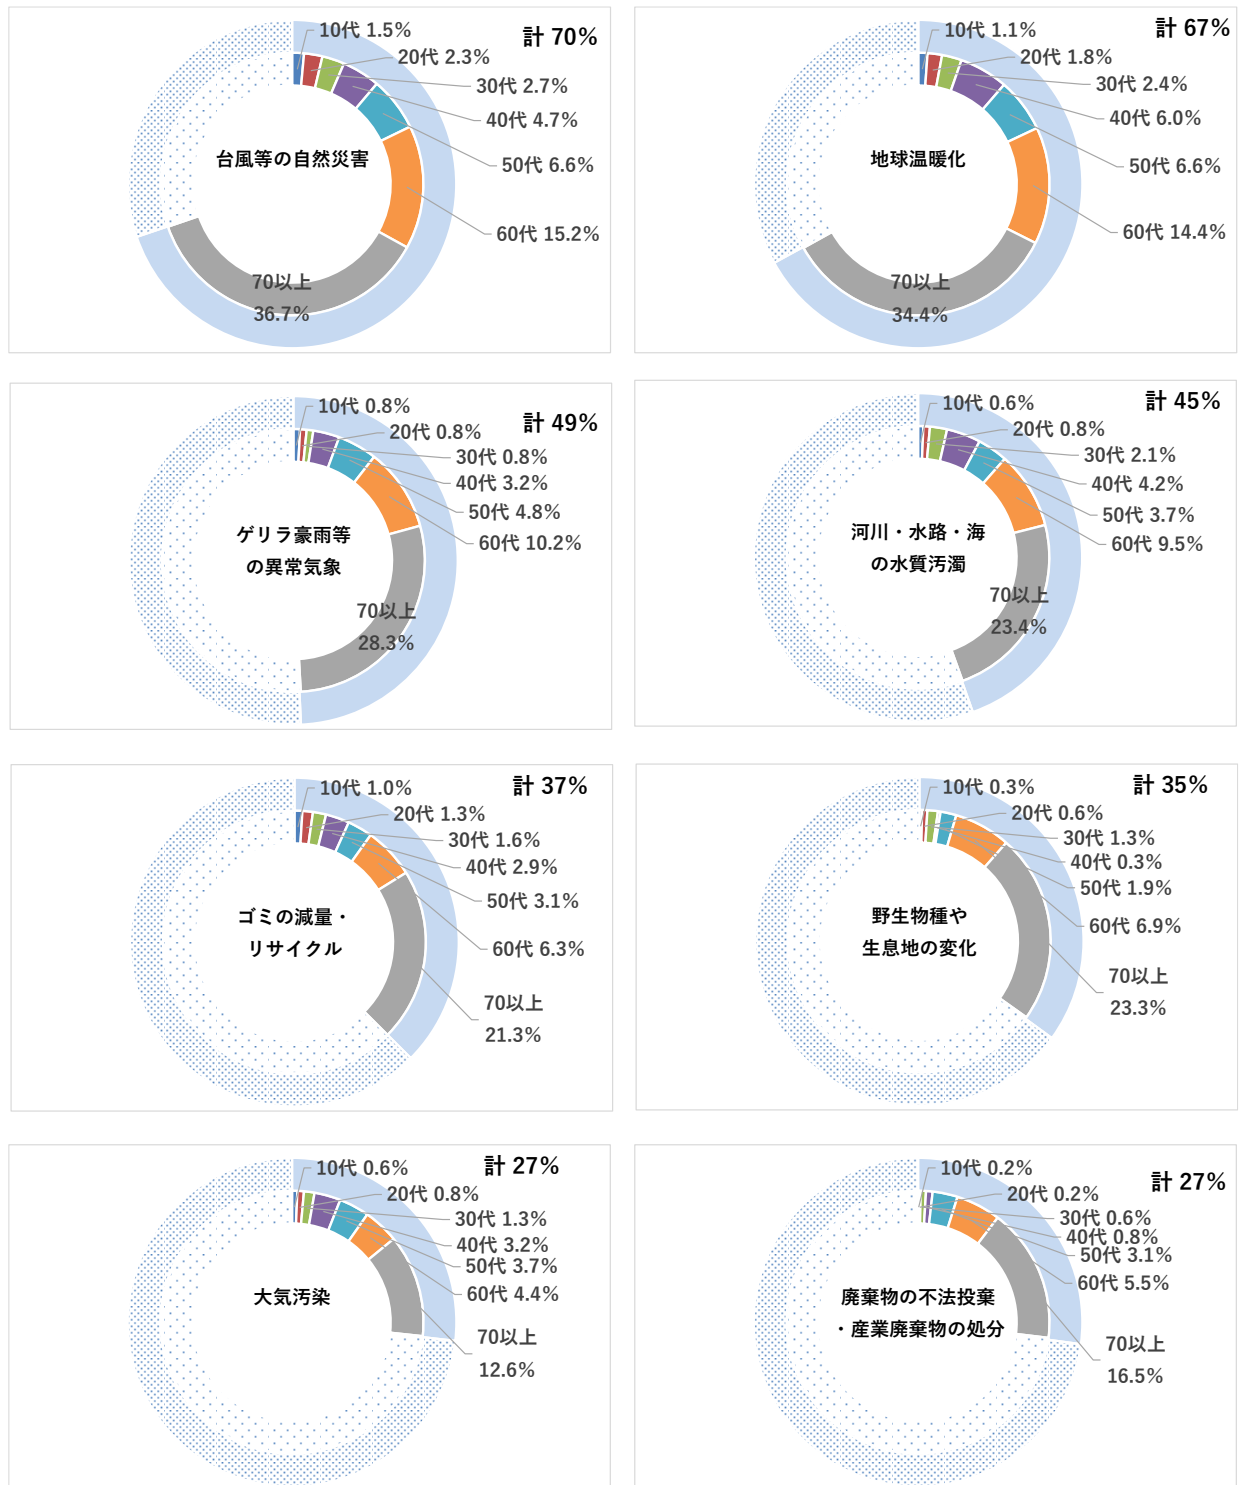 計 70%
10代 1.5%
20代 2.3%
30代 2.7%
40代 4.7%
50代 6.6%
60代 15.2%
70以上
36.7%
台風等の自然災害
計 67%
10代 1.1%
20代 1.8%
30代 2.4%
40代 6.0%
50代 6.6%
60代 14.4%
70以上
34.4%
地球温暖化
計 49%
10代 0.8%
20代 0.8%
30代 0.8%
40代 3.2%
50代 4.8%
60代 10.2%
70以上
28.3%
ゲリラ豪雨等
の異常気象
計 45%
10代 0.6%
20代 0.8%
30代 2.1%
40代 4.2%
50代 3.7%
60代 9.5%
70以上
23.4%
河川・水路・海
の水質汚濁
計 37%
10代 1.0%
20代 1.3%
30代 1.6%
40代 2.9%
50代 3.1%
60代 6.3%
70以上
21.3%
ゴミの減量・
リサイクル
計 35%
10代 0.3%
20代 0.6%
30代 1.3%
40代 0.3%
50代 1.9%
60代 6.9%
70以上
23.3%
野生物種や
生息地の変化
計 27%
10代 0.6%
20代 0.8%
30代 1.3%
40代 3.2%
50代 3.7%
60代 4.4%
70以上
12.6%
大気汚染
計 27%
10代 0.2%
20代 0.2%
30代 0.6%
40代 0.8%
50代 3.1%
60代 5.5%
70以上
16.5%
廃棄物の不法投棄
・産業廃棄物の処分